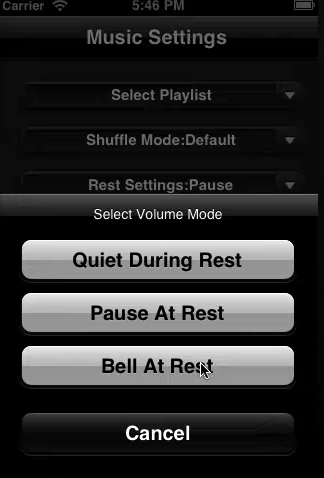 Carrier 5:46 PM
Music Settings
Select Playlist
Shuffle Mode:Default
Rest Settings:Pause
Select Volume Mode
Quiet During Rest
Pause At Rest
Bell At Rest
Cancel